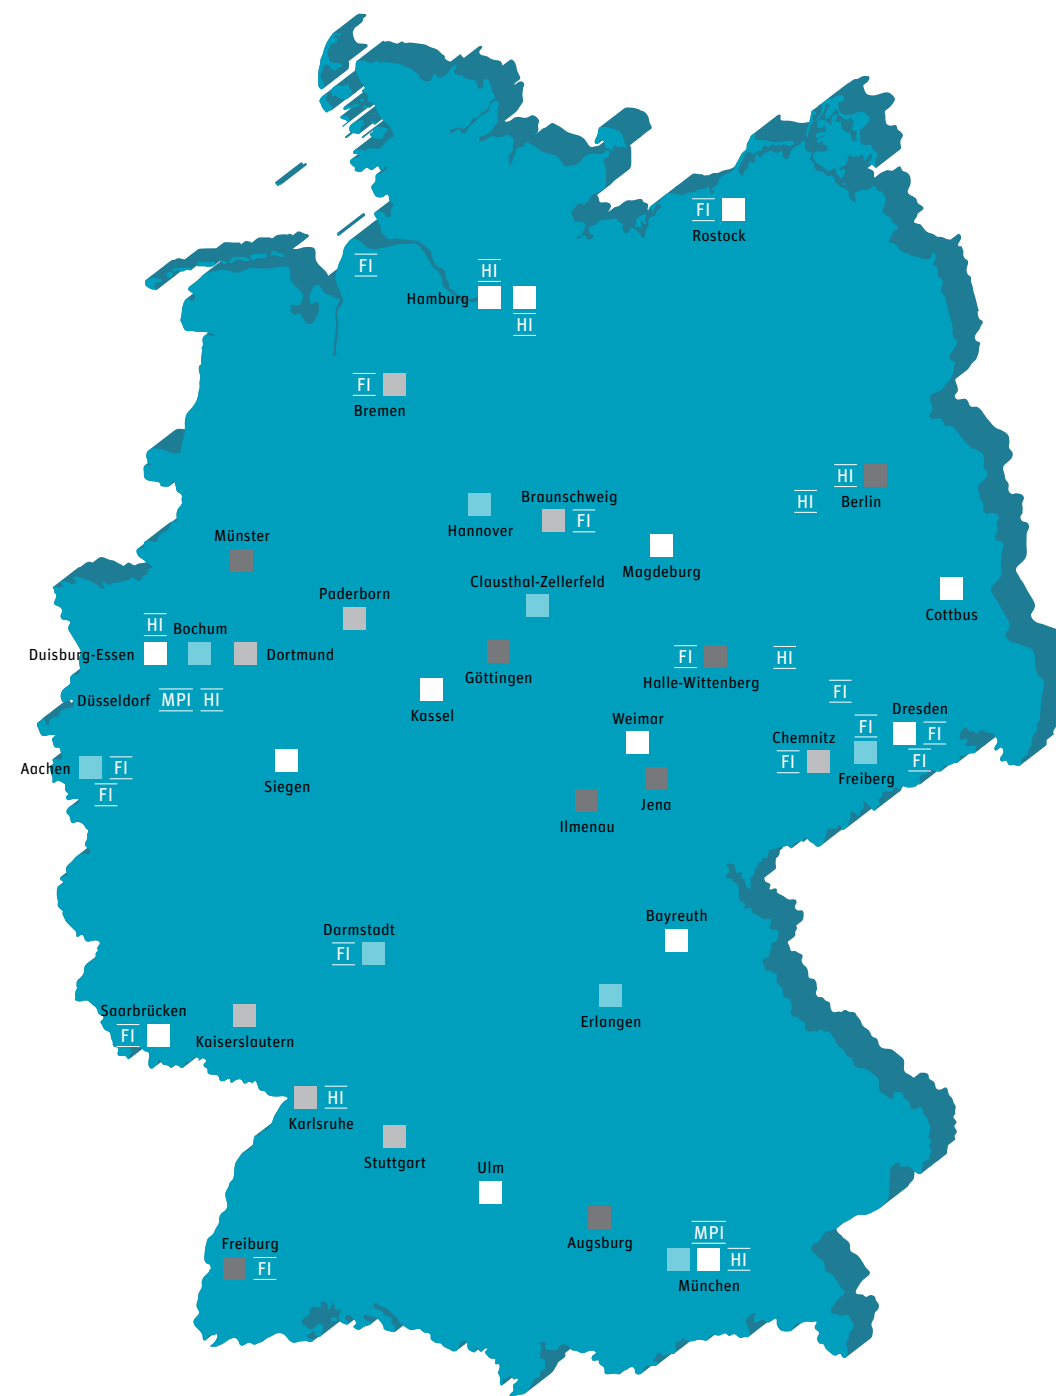 FI
Rostock
FI
HI
Hamburg
HI
FI
Bremen
HI
Berlin
HI
Hannover
Braunschweig
FI
Münster
Magdeburg
Clausthal-Zellerfeld
Paderborn
Cottbus
HI
Bochum
Duisburg-Essen
Dortmund
Göttingen
FI
Halle-Wittenberg
HI
Düsseldorf MPI HI
Kassel
FI
Weimar
Dresden
FI
FI
Chemnitz
FI
Freiberg
FI
Aachen
FI
FI
Siegen
Jena
Ilmenau
Bayreuth
Darmstadt
FI
Erlangen
Saarbrücken
FI
Kaiserslautern
HI
Karlsruhe
Stuttgart
Ulm
Augsburg
Freiburg
FI
MPI
HI
München